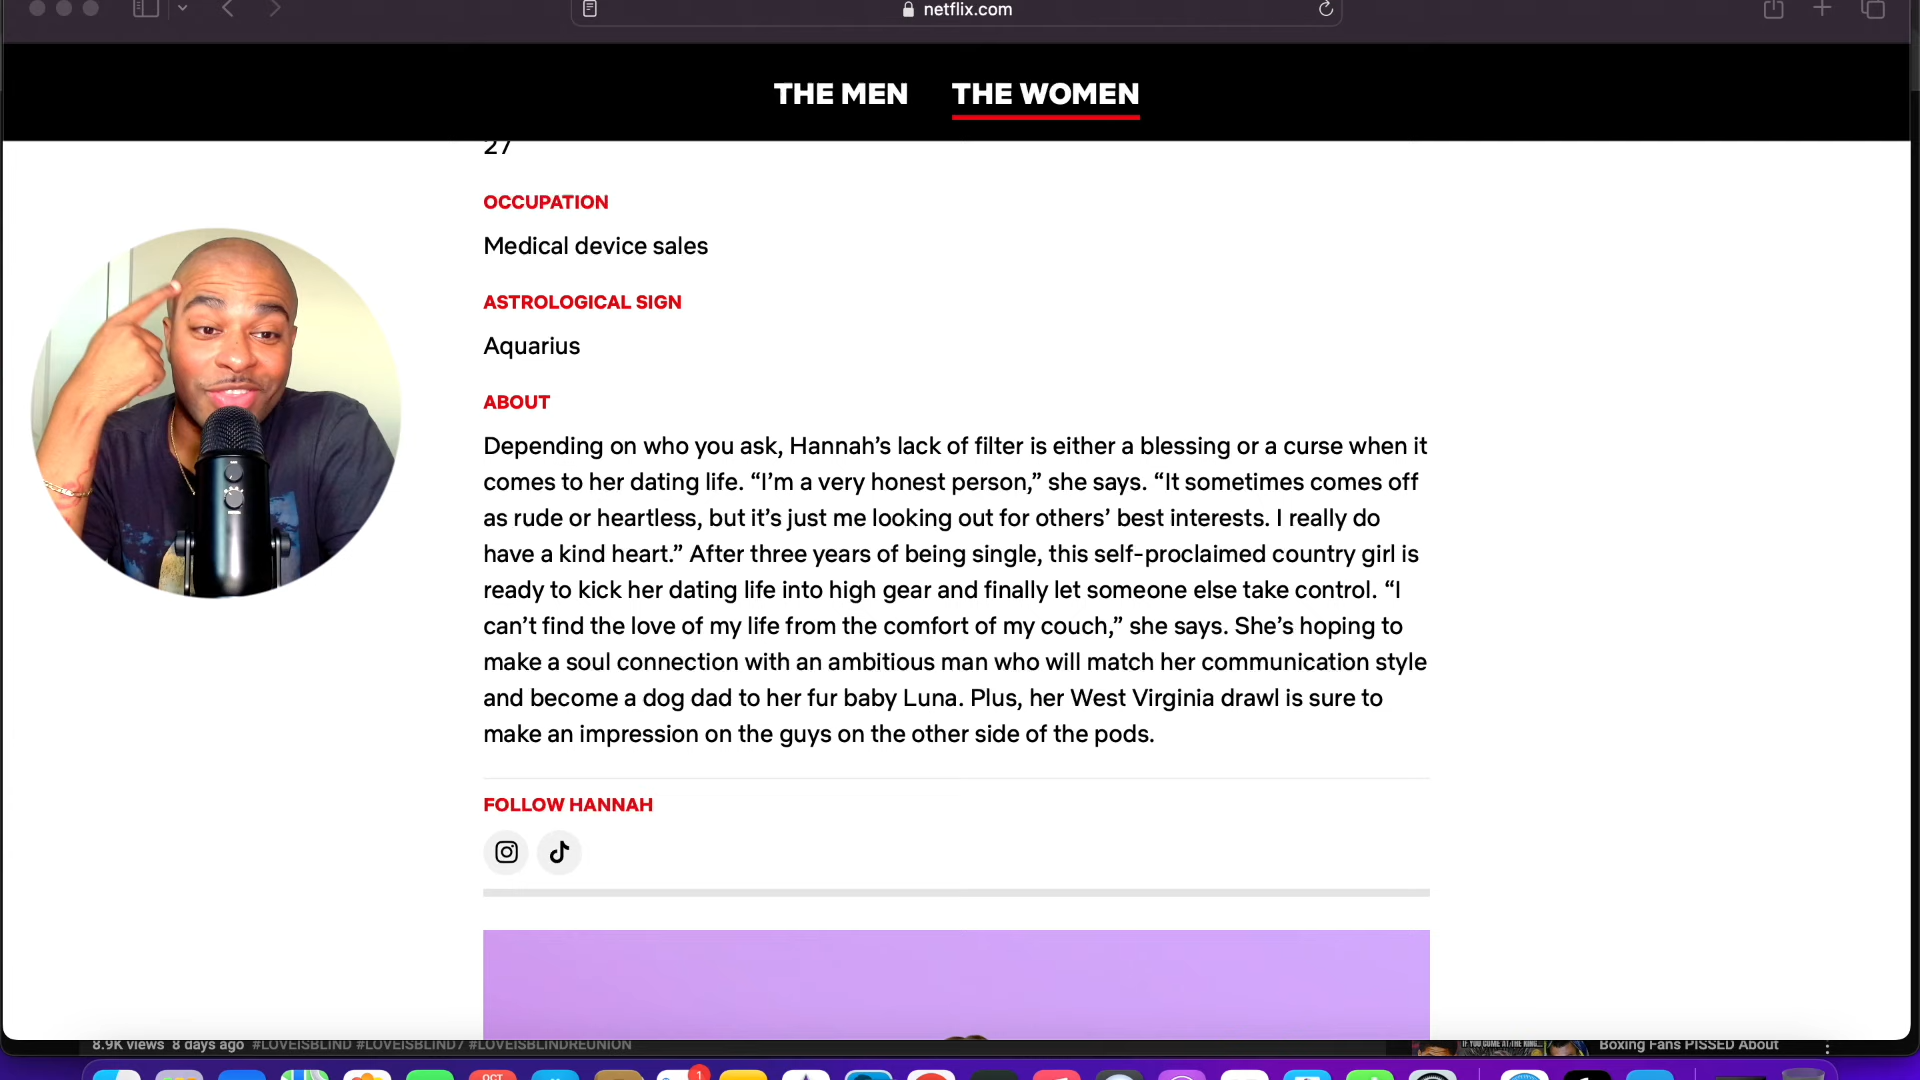 netflix.com
THE MEN THE WOMEN
27
OCCUPATION
Medical device sales
ASTROLOGICAL SIGN
Aquarius
ABOUT
Depending on who you ask, Hannah’s lack of filter is either a blessing or a curse when it
comes to her dating life. “I’m a very honest person,” she says. “It sometimes comes off
as rude or heartless, but it’s just me looking out for others’ best interests. I really do
have a kind heart.” After three years of being single, this self-proclaimed country girl is
ready to kick her dating life into high gear and finally let someone else take control. “I
can’t find the love of my life from the comfort of my couch,” she says. She’s hoping to
make a soul connection with an ambitious man who will match her communication style
and become a dog dad to her fur baby Luna. Plus, her West Virginia drawl is sure to
make an impression on the guys on the other side of the pods.
FOLLOW HANNAH
8.9K views 8 days ago #LOVEISBLIND #LOVEISBLIND7 #LOVEISBLINDREUNION
IF YOU COME AT THE KING...
Boxing Fans PISSED About
OCT
1